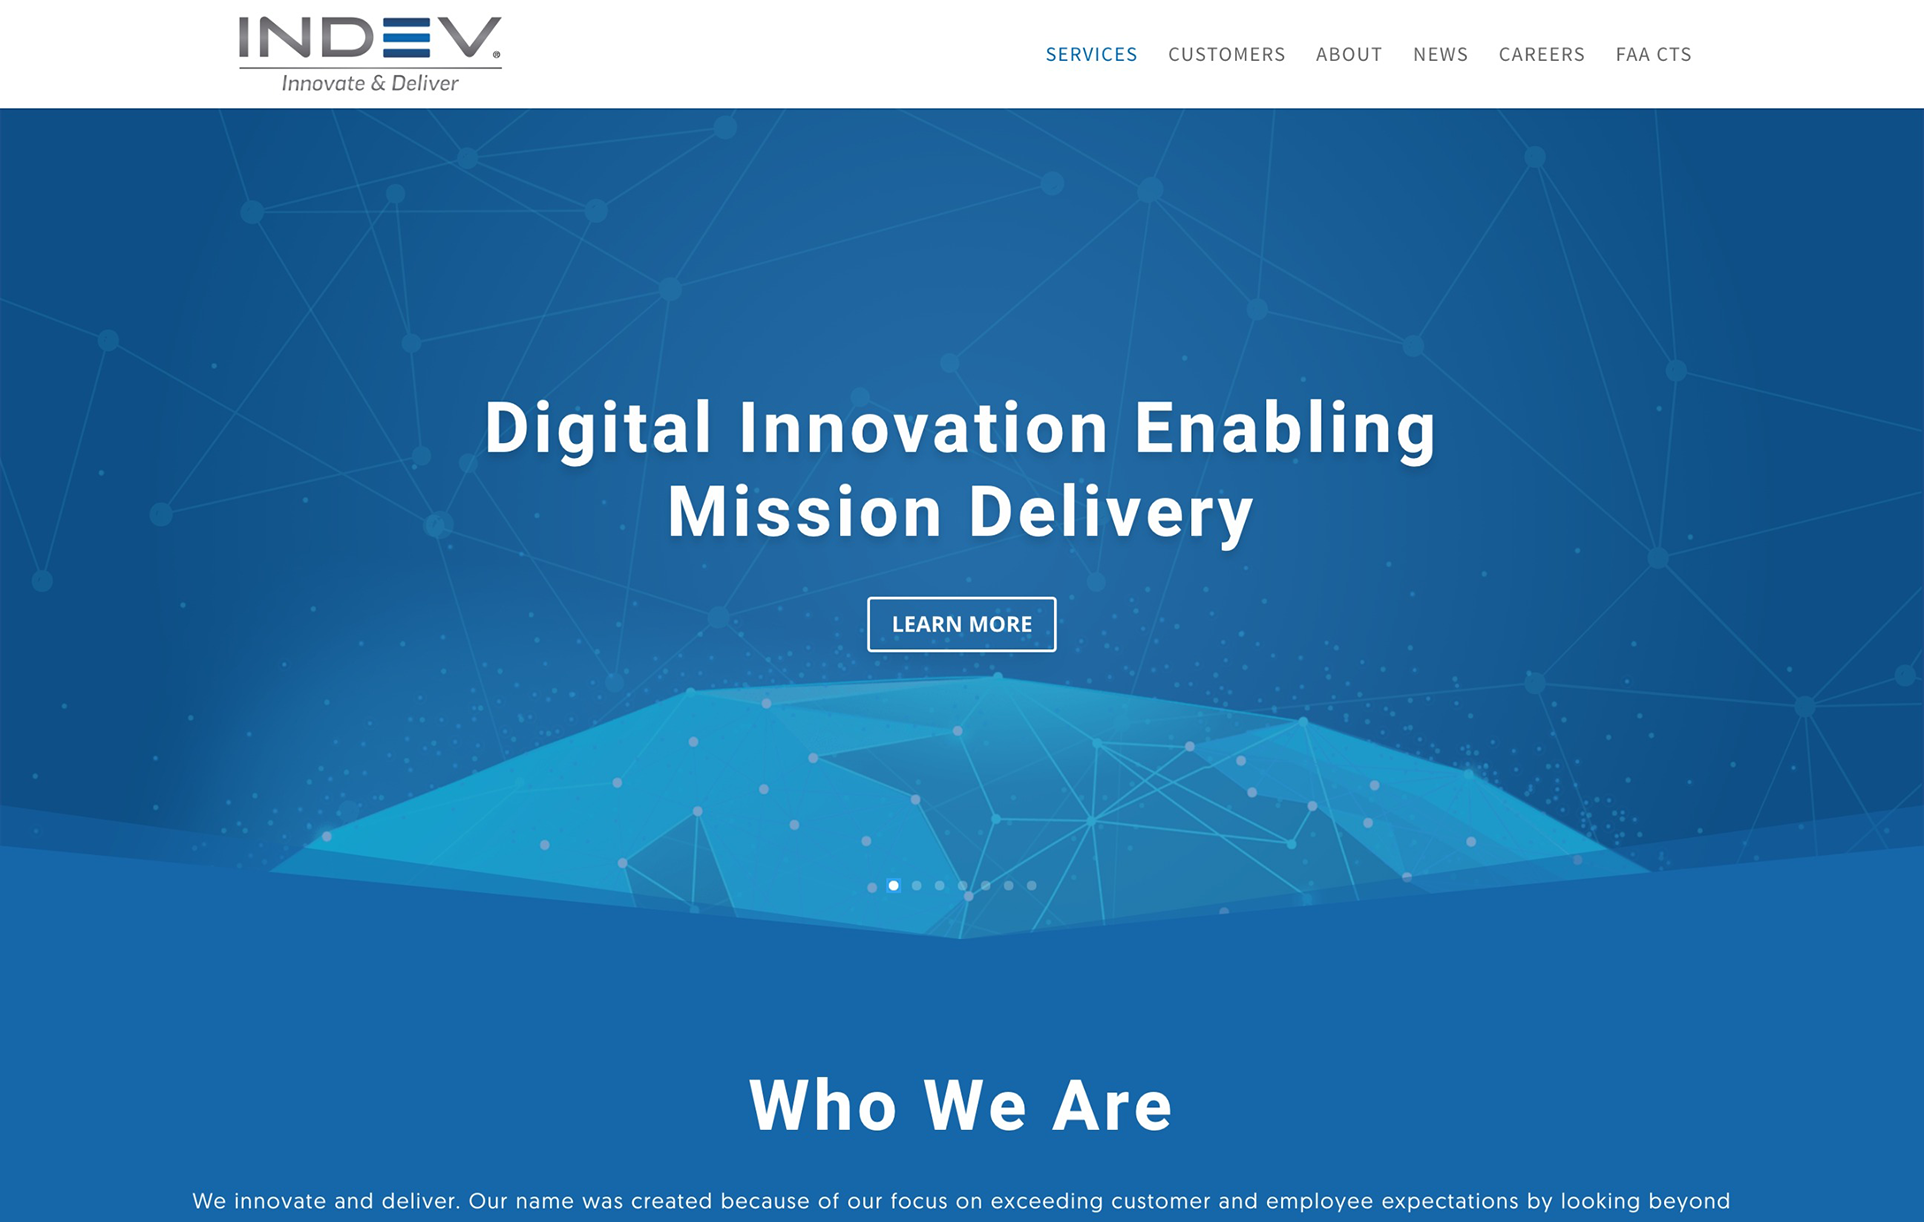 INDEV®
Innovate & Deliver
SERVICES CUSTOMERS ABOUT NEWS CAREERS FAA CTS
Digital Innovation Enabling
Mission Delivery
LEARN MORE
Who We Are
We innovate and deliver. Our name was created because of our focus on exceeding customer and employee expectations by looking beyond